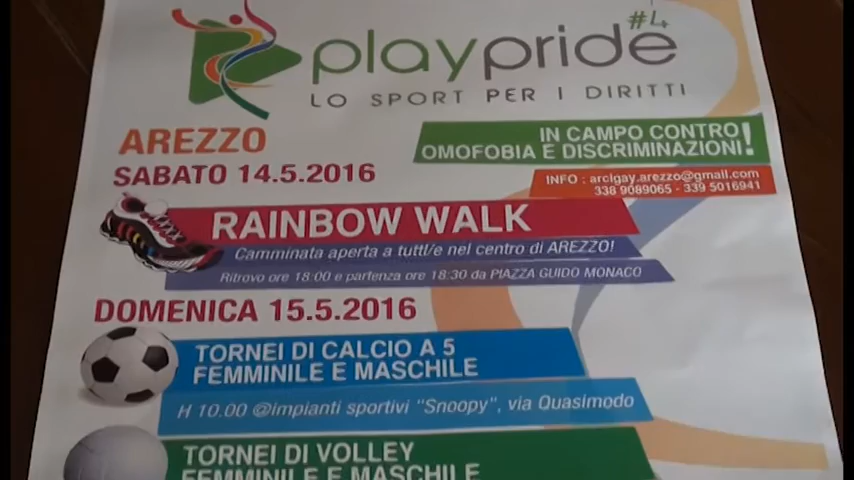 #4
playpride
LO SPORT PER I DIRITTI
AREZZO
SABATO 14.5.2016
IN CAMPO CONTRO
OMOFOBIA E DISCRIMINAZIONI!
INFO : arcigay.arezzo@gmail.com
338 9089065 - 339 5016941
RAINBOW WALK
Camminata aperta a tutti/e nel centro di AREZZO!
Ritrovo ore 18:00 e partenza ore 18:30 da PIAZZA GUIDO MONACO
DOMENICA 15.5.2016
TORNEI DI CALCIO A 5
FEMMINILE E MASCHILE
H 10.00 @impianti sportivi "Snoopy", via Quasimodo
TORNEI DI VOLLEY
FEMMINILE E MASCHILE